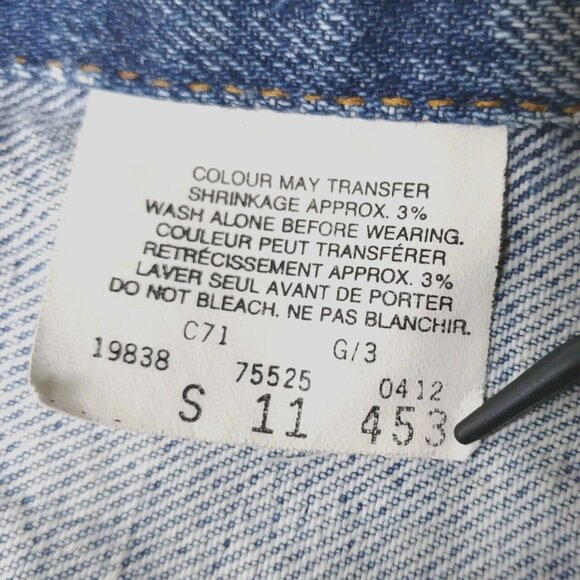 COLOUR MAY TRANSFER
SHRINKAGE APPROX. 3%
WASH ALONE BEFORE WEARING.
COULEUR PEUT TRANSFÉRER
RETRÉCISSEMENT APPROX. 3%
LAVER SEUL AVANT DE PORTER
DO NOT BLEACH. NE PAS BLANCHIR.
C71 G/3
19838 75525 0412
S 11 453